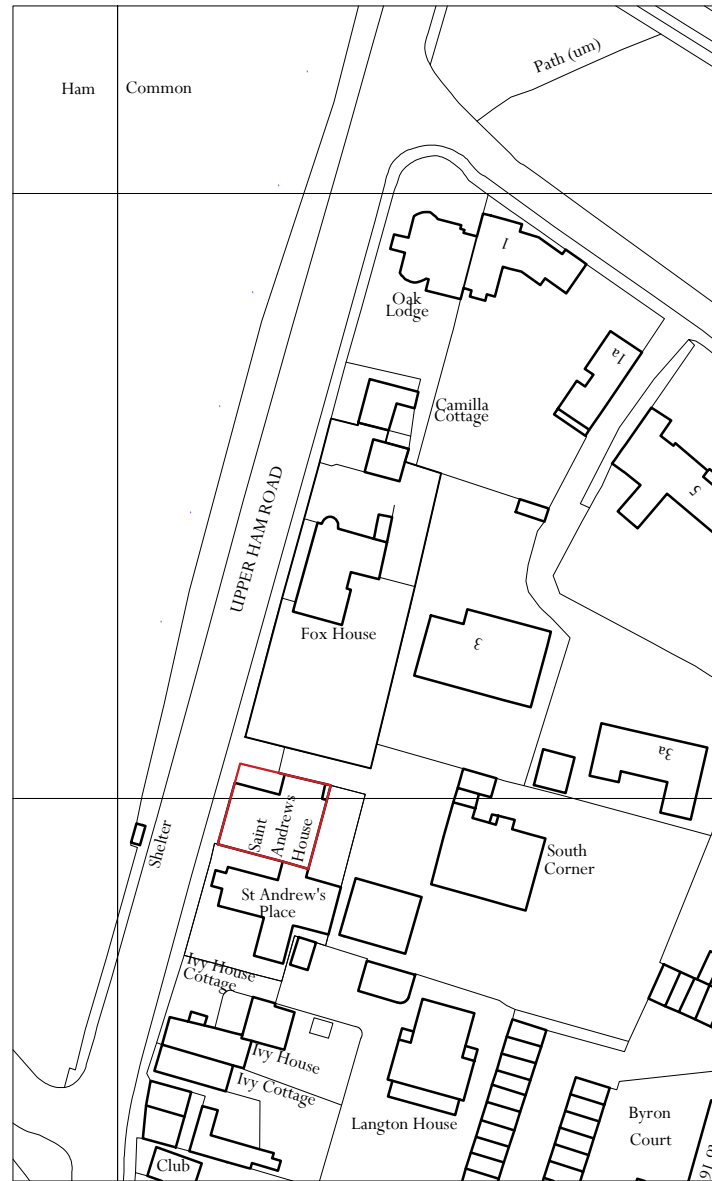 Path (um)
Ham Common
1
Oak
Lodge
1a
Camilla
Cottage
5
UPPER HAM ROAD
Fox House
3
3a
Saint
Andrew's
House
Shelter
South
Corner
St Andrew's
Place
Ivy House
Cottage
Ivy House
Ivy Cottage
Langton House
Byron
Court
Club